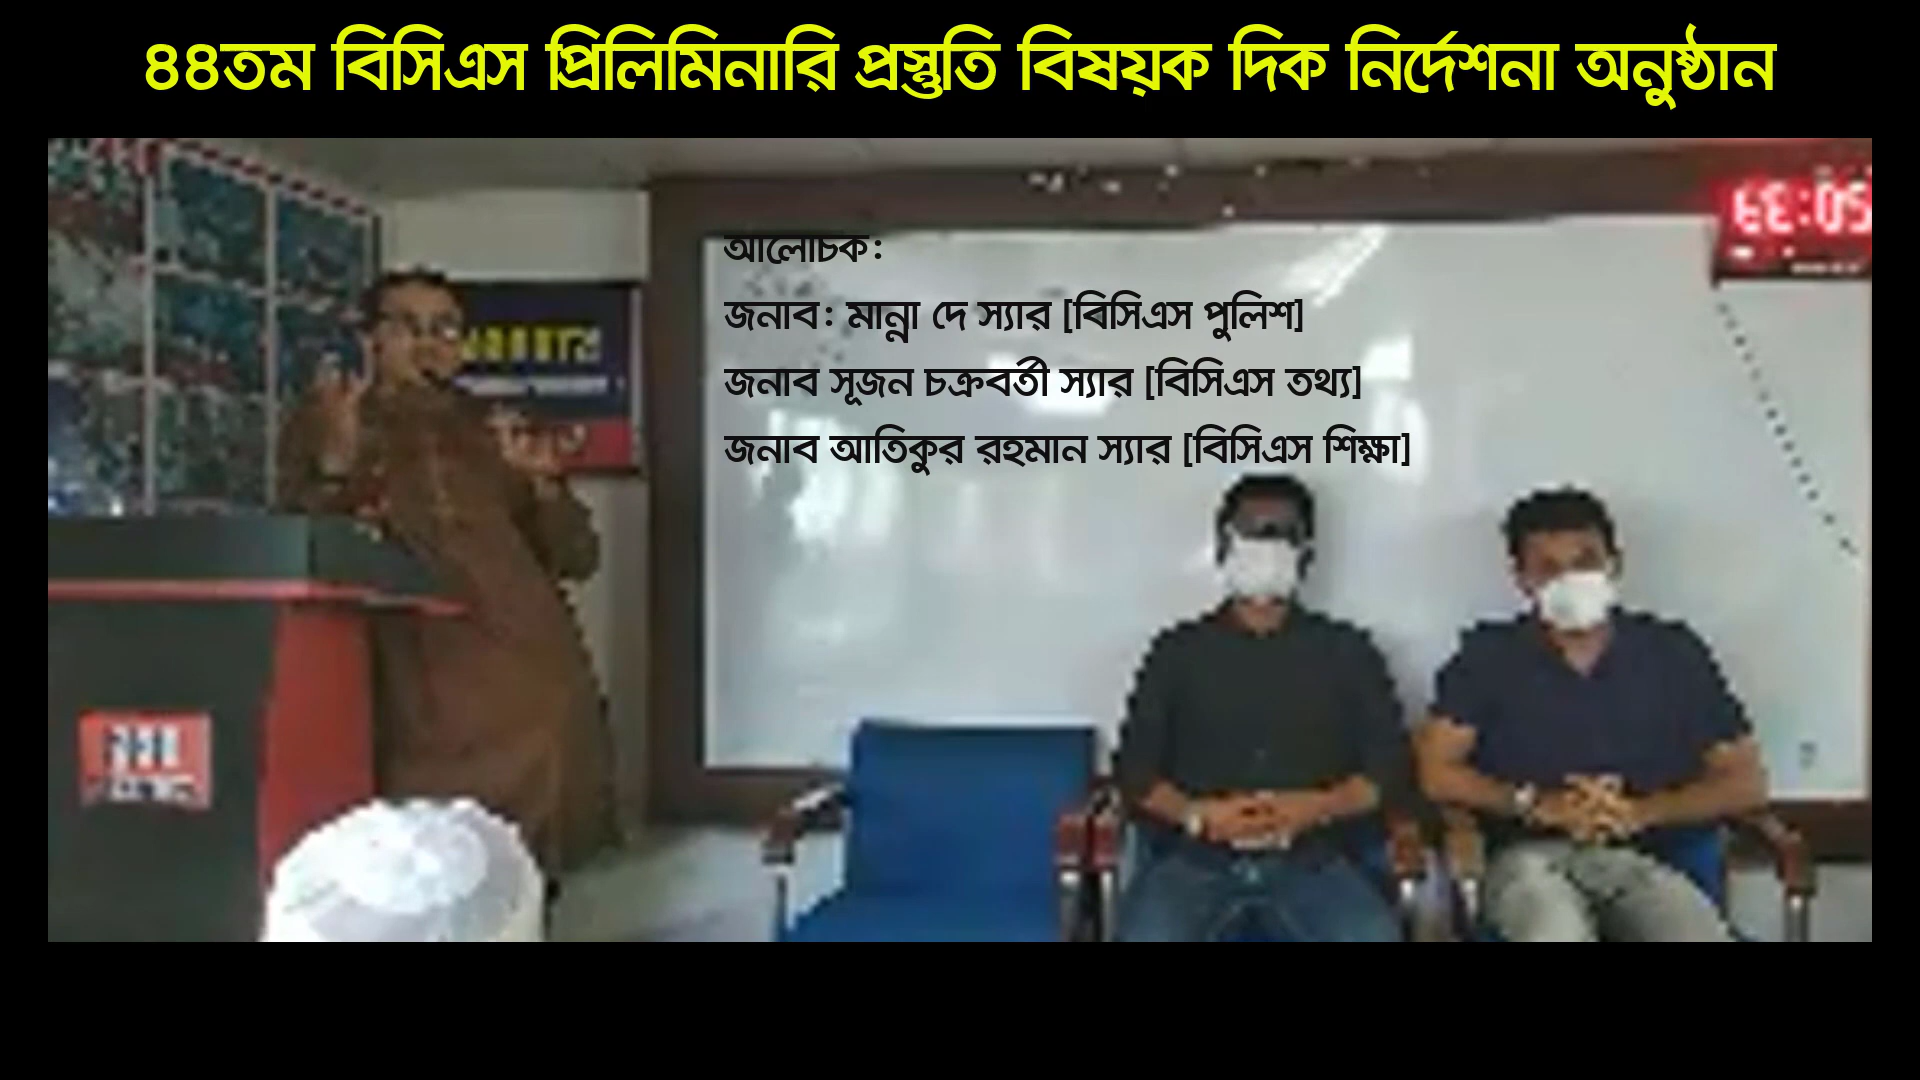 ৪৪তম বিসিএস প্রিলিমিনারি প্রস্তুতি বিষয়ক দিক নির্দেশনা অনুষ্ঠান
আলোচক:
জনাব: মান্না দে স্যার [বিসিএস পুলিশ]
জনাব সূজন চক্রবর্তী স্যার [বিসিএস তথ্য]
জনাব আতিকুর রহমান স্যার [বিসিএস শিক্ষা]